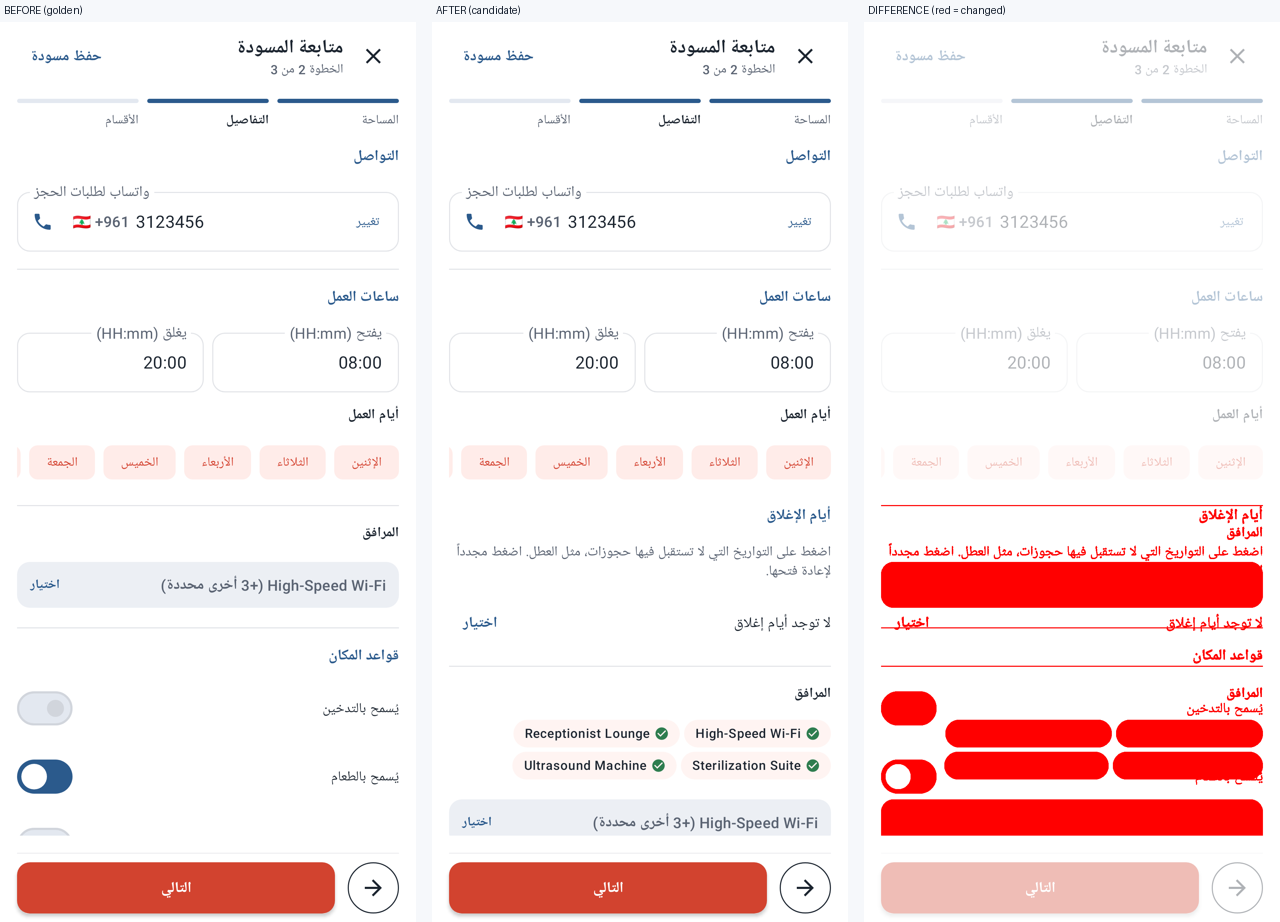 BEFORE (golden)
متابعة المسودة
حفظ مسودة
الخطوة 2 من 3
المساحة
التفاصيل
الأقسام
التواصل
واتساب لطلبات الحجز
🇱🇧 +961 3123456
تغيير
ساعات العمل
يفتح (HH:mm)
يغلق (HH:mm)
08:00
20:00
أيام العمل
الإثنين
الثلاثاء
الأربعاء
الخميس
الجمعة
المرافق
High-Speed Wi-Fi (+3 أخرى محددة)
اختيار
قواعد المكان
يُسمح بالتدخين
يُسمح بالطعام
التالي
AFTER (candidate)
متابعة المسودة
حفظ مسودة
الخطوة 2 من 3
المساحة
التفاصيل
الأقسام
التواصل
واتساب لطلبات الحجز
🇱🇧 +961 3123456
تغيير
ساعات العمل
يفتح (HH:mm)
يغلق (HH:mm)
08:00
20:00
أيام العمل
الإثنين
الثلاثاء
الأربعاء
الخميس
الجمعة
أيام الإغلاق
اضغط على التواريخ التي لا تستقبل فيها حجوزات، مثل العطل. اضغط مجدداً
لإعادة فتحها.
لا توجد أيام إغلاق
اختيار
المرافق
High-Speed Wi-Fi
Receptionist Lounge
Sterilization Suite
Ultrasound Machine
High-Speed Wi-Fi (+3 أخرى محددة)
اختيار
التالي
DIFFERENCE (red = changed)
متابعة المسودة
حفظ مسودة
الخطوة 2 من 3
المساحة
التفاصيل
الأقسام
التواصل
واتساب لطلبات الحجز
🇱🇧 +961 3123456
تغيير
ساعات العمل
يفتح (HH:mm)
يغلق (HH:mm)
08:00
20:00
أيام العمل
الإثنين
الثلاثاء
الأربعاء
الخميس
الجمعة
أيام الإغلاق
المرافق
اضغط على التواريخ التي لا تستقبل فيها حجوزات، مثل العطل. اضغط مجدداً
لا توجد أيام إغلاق
اختيار
قواعد المكان
المرافق
يُسمح بالتدخين
التالي